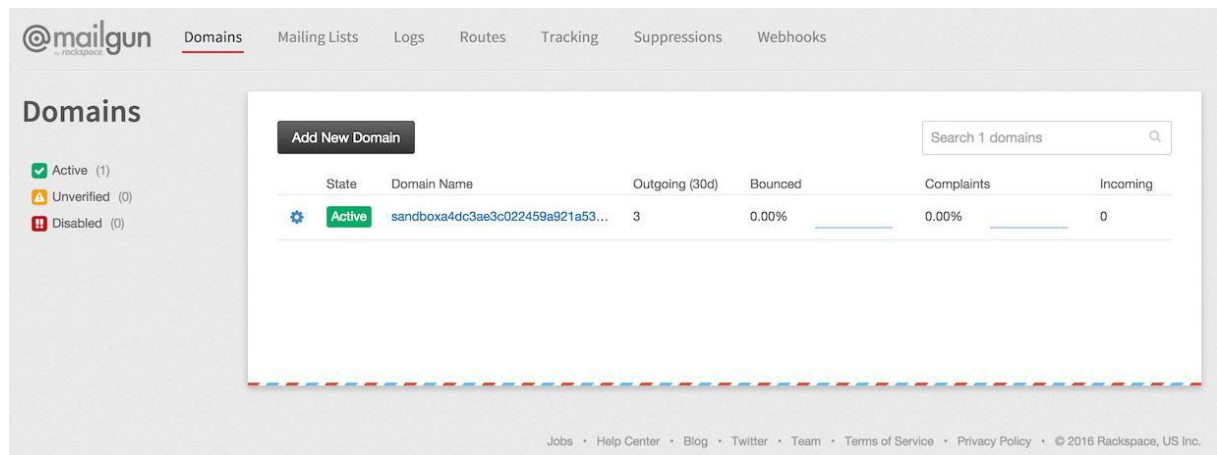 @mailgun Domains Mailing Lists Logs Routes Tracking Suppressions Webhooks
by rackspace
Domains
Active (1)
Unverified (0)
Disabled (0)
Add New Domain Search 1 domains
State Domain Name Outgoing (30d) Bounced Complaints Incoming
Active sandboxa4dc3ae3c022459a921a53... 3 0.00% 0.00% 0
Jobs • Help Center • Blog • Twitter • Team • Terms of Service • Privacy Policy • © 2016 Rackspace, US Inc.